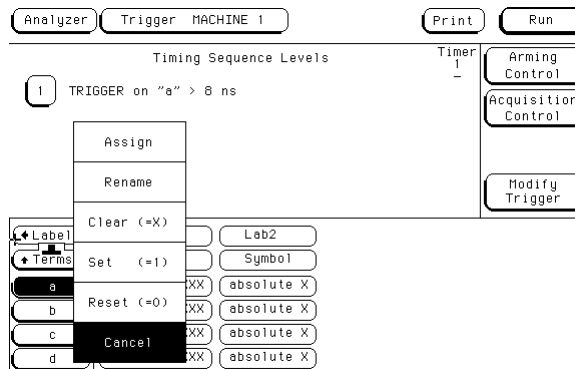 Analyzer Trigger MACHINE 1 Print Run
Timing Sequence Levels
Timer
1
-
Arming
Control
1 TRIGGER on "a" > 8 ns
Acquisition
Control
Modify
Trigger
Assign
Rename
Clear (=X)
Set (=1)
Reset (=0)
Cancel
Label Lab2
Terms Symbol
a XX absolute X
b XX absolute X
c XX absolute X
d XX absolute X